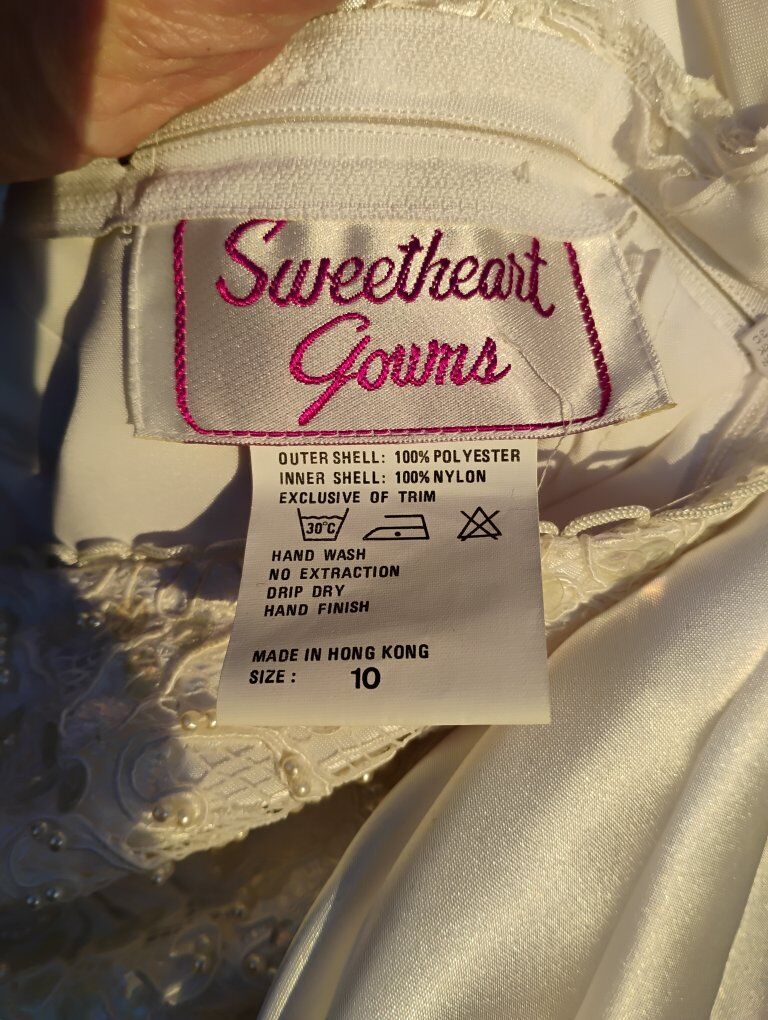 Sweetheart
Gowns
OUTER SHELL: 100% POLYESTER
INNER SHELL: 100% NYLON
EXCLUSIVE OF TRIM
30°C
HAND WASH
NO EXTRACTION
DRIP DRY
HAND FINISH
MADE IN HONG KONG
SIZE : 10